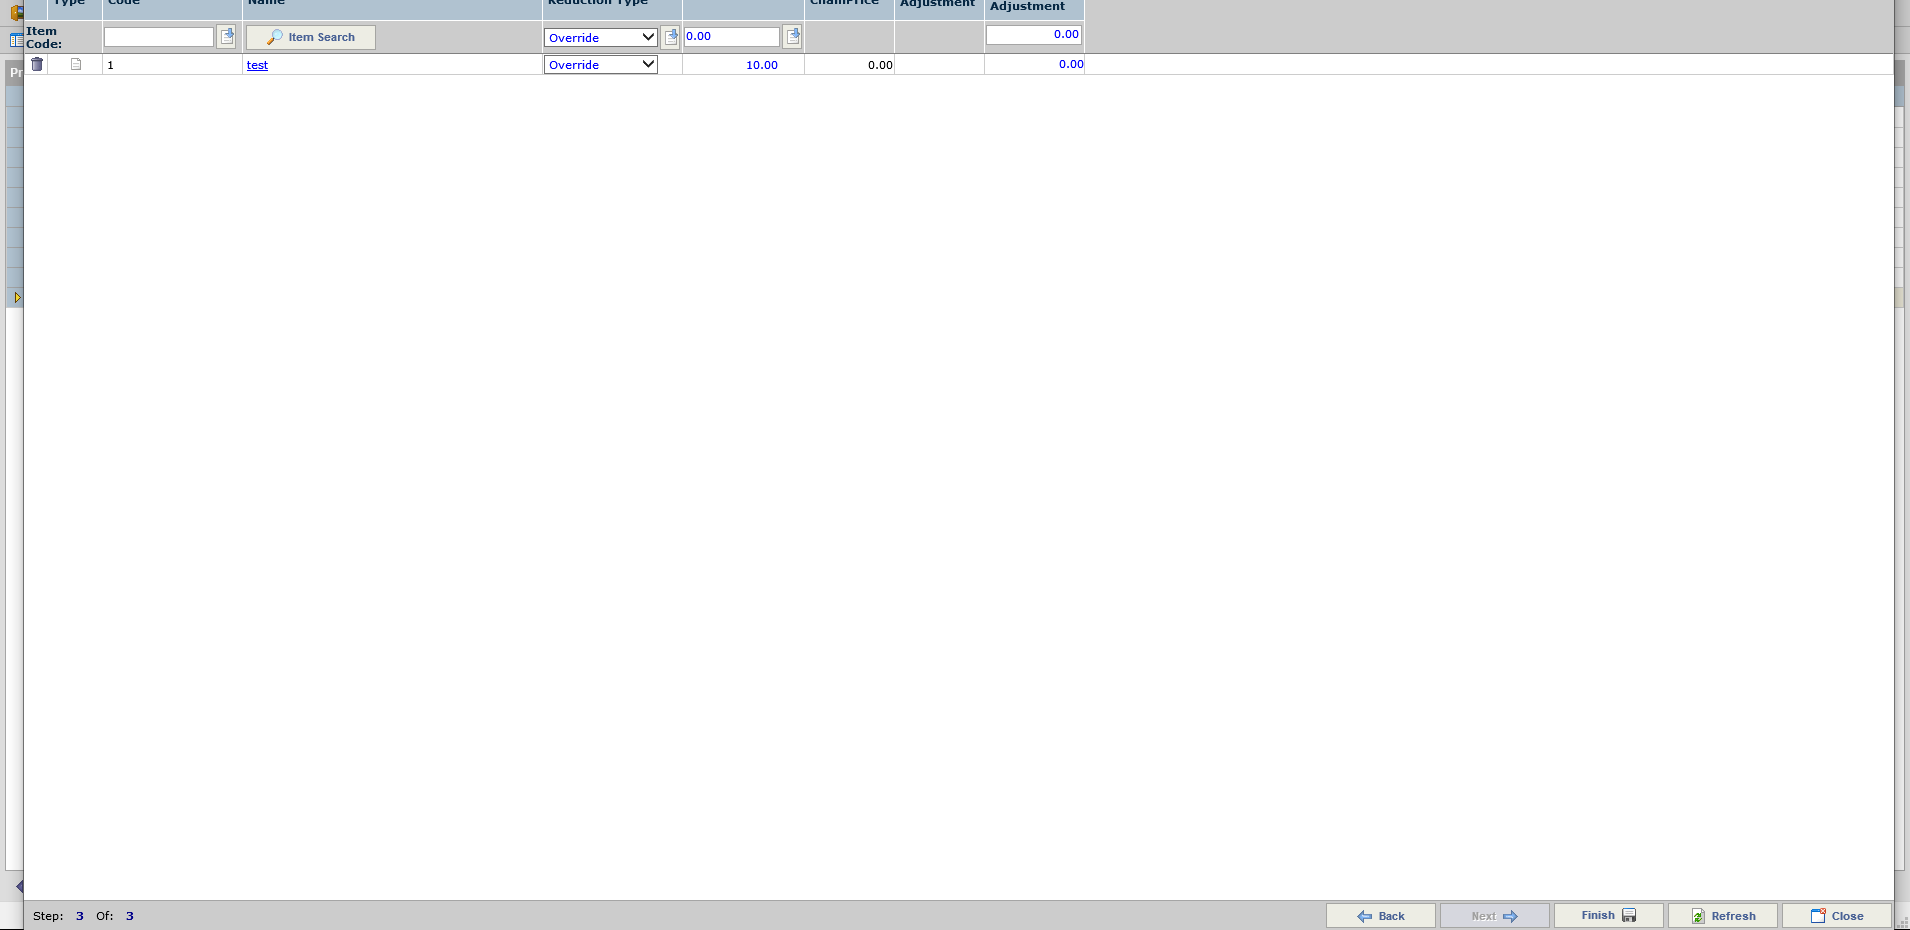 Type Code Name Reduction Type ChainPrice Adjustment Adjustment
Item Code: Item Search Override 0.00 0.00
1 test Override 10.00 0.00 0.00
Pr
Step: 3 Of: 3 Back Next Finish Refresh Close